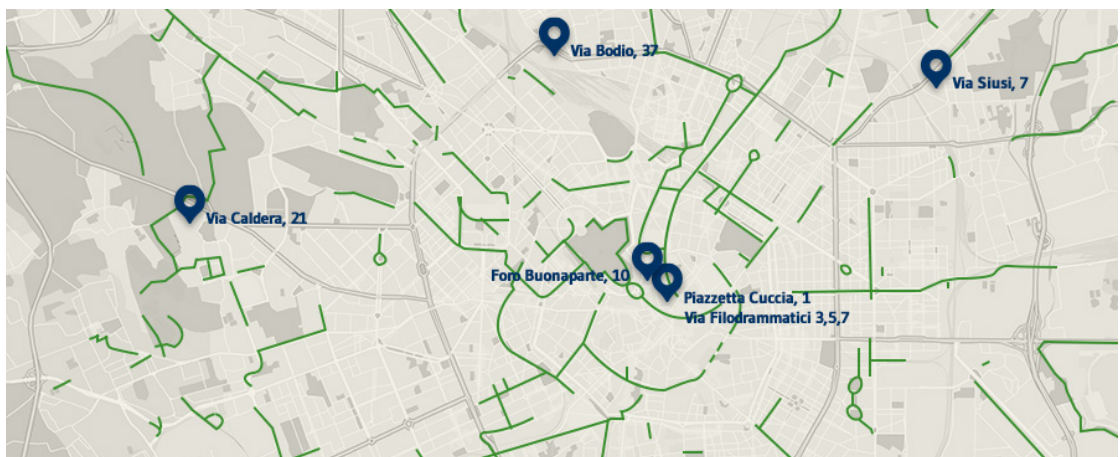 Via Bodio, 37
Via Siusi, 7
Via Caldera, 21
Foro Buonaparte, 10
Piazzetta Cuccia, 1
Via Filodrammatici 3,5,7